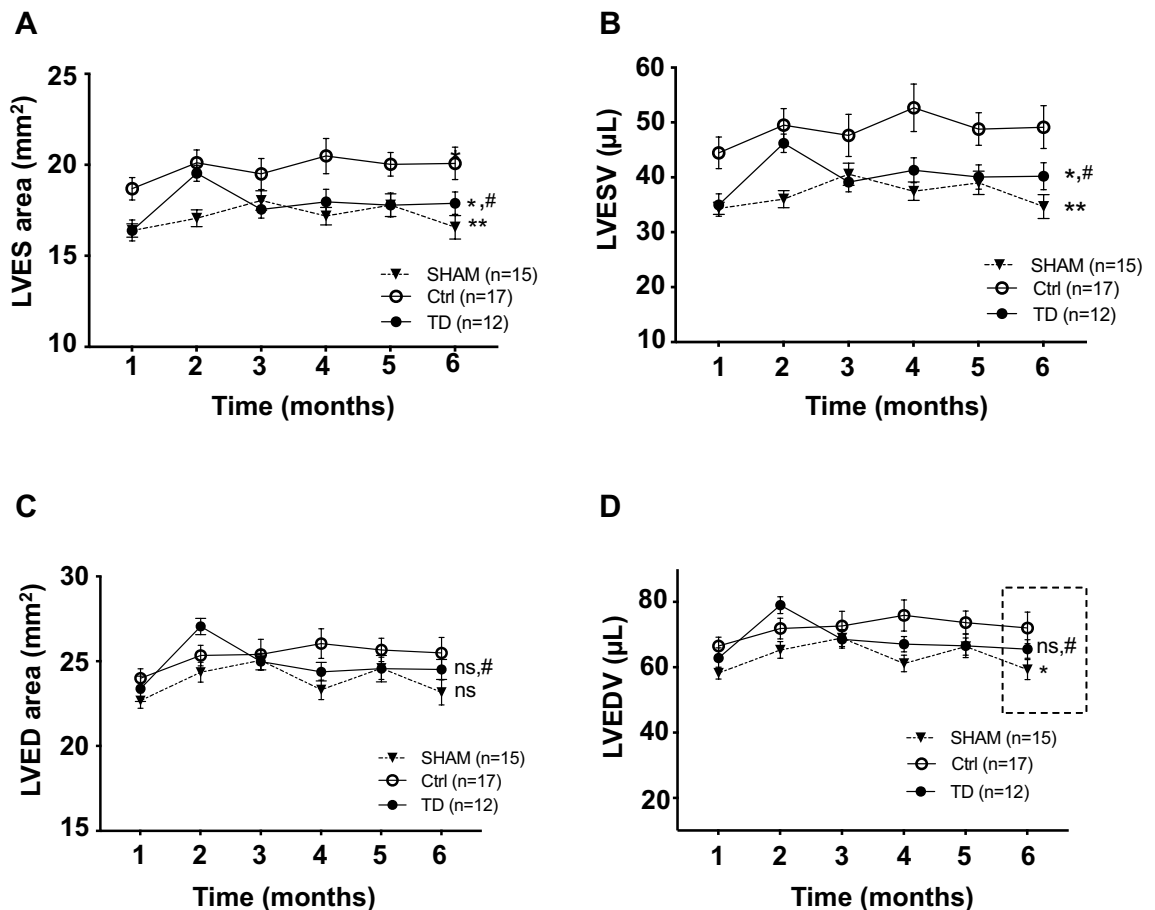 A
LVES area (mm²)
25
20
15
10
*
*,#
**
SHAM (n=15)
Ctrl (n=17)
TD (n=12)
1 2 3 4 5 6
Time (months)
B
LVESV (µL)
60
50
40
30
20
10
*,#
**
SHAM (n=15)
Ctrl (n=17)
TD (n=12)
1 2 3 4 5 6
Time (months)
C
LVED area (mm²)
30
25
20
15
ns,#
ns
SHAM (n=15)
Ctrl (n=17)
TD (n=12)
1 2 3 4 5 6
Time (months)
D
LVEDV (µL)
80
60
40
20
ns,#
*
SHAM (n=15)
Ctrl (n=17)
TD (n=12)
1 2 3 4 5 6
Time (months)